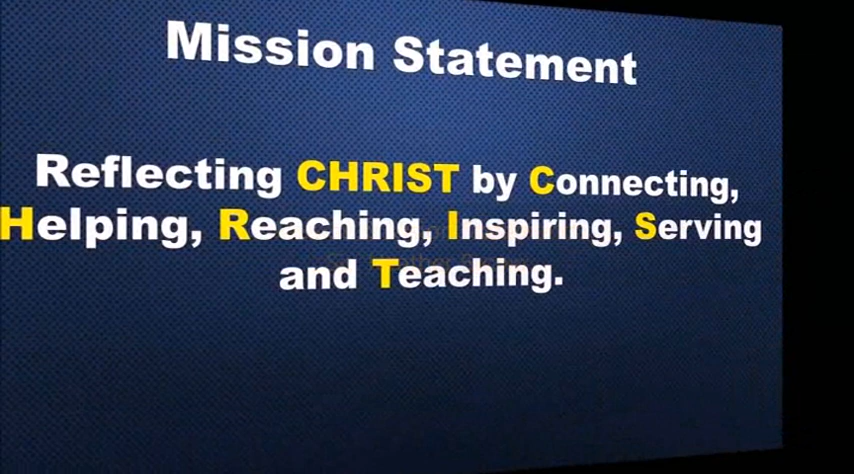 Mission Statement
Reflecting CHRIST by Connecting,
Helping, Reaching, Inspiring, Serving
and Teaching.